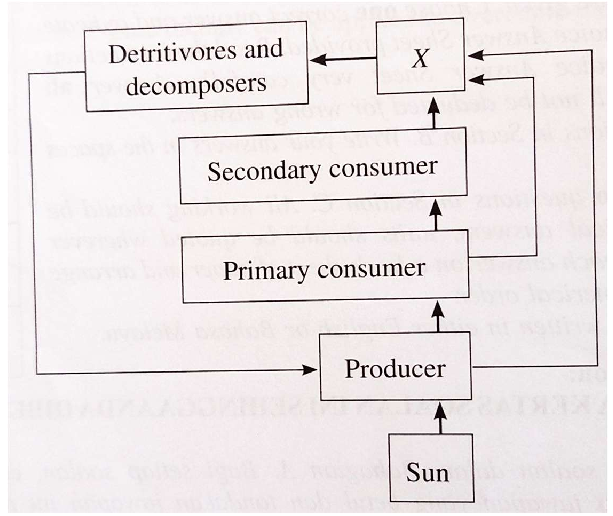 Detritivores and
decomposers
X
Secondary consumer
Primary consumer
Producer
Sun